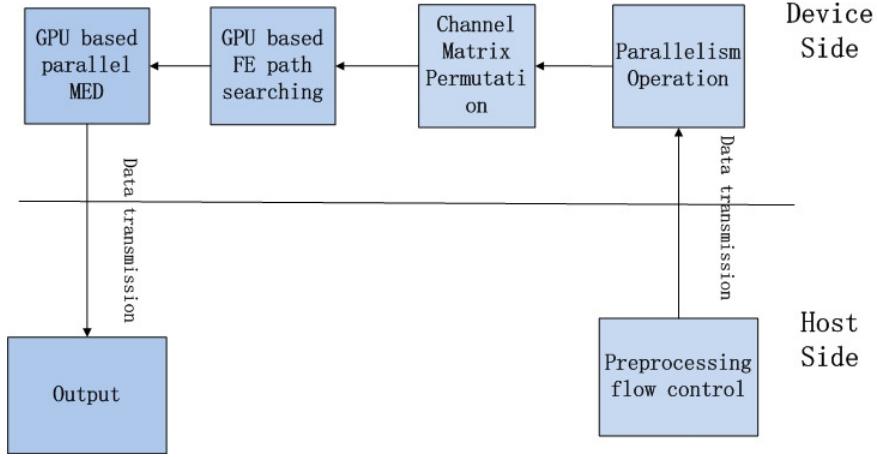 GPU based
parallel
MED
GPU based
FE path
searching
Channel
Matrix
Permutati
on
Parallelism
Operation
Device
Side
Data transmission
Data transmission
Output
Preprocessing
flow control
Host
Side